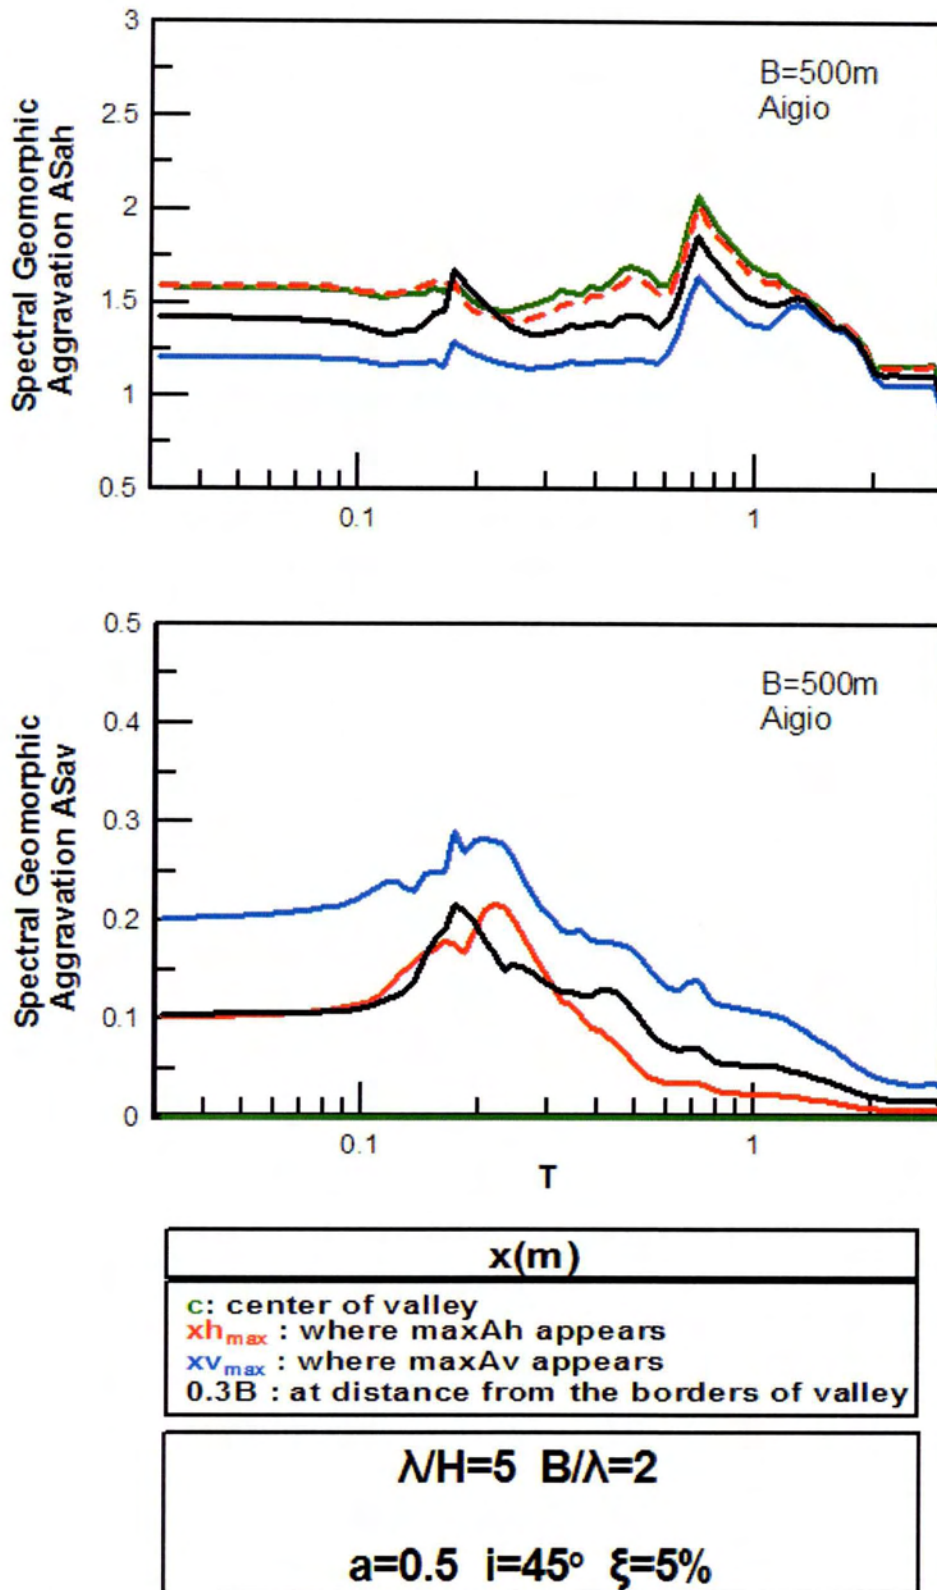 3
2.5
2
1.5
1
0.5
Spectral Geomorphic
Aggravation ASah
B=500m
Aigio
0.1
1
0.5
0.4
0.3
0.2
0.1
0
Spectral Geomorphic
Aggravation ASav
B=500m
Aigio
0.1
1
T
x(m)
c: center of valley
xhmax : where maxAh appears
xvmax : where maxAv appears
0.3B : at distance from the borders of valley
λ/H=5 B/λ=2
a=0.5 i=45° ξ=5%